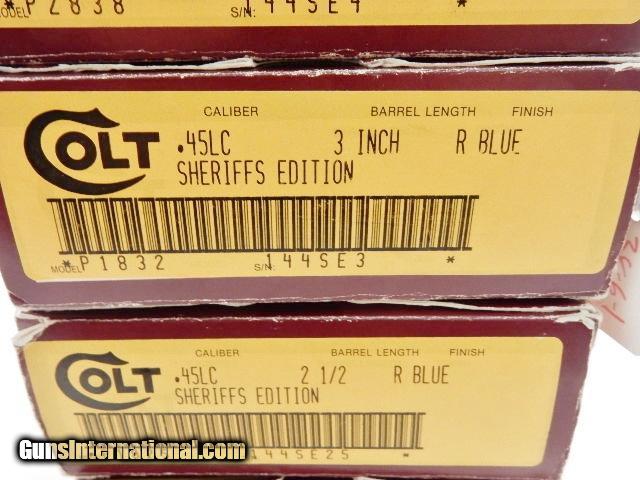 MODEL *P2838 S/N: 144SE4 *
CALIBER BARREL LENGTH FINISH
COLT .45LC 3 INCH R BLUE
SHERIFFS EDITION
MODEL *P1832 S/N: 144SE3 *
CALIBER BARREL LENGTH FINISH
COLT .45LC 2 1/2 R BLUE
SHERIFFS EDITION
144SE25 *
GunsInternational.com